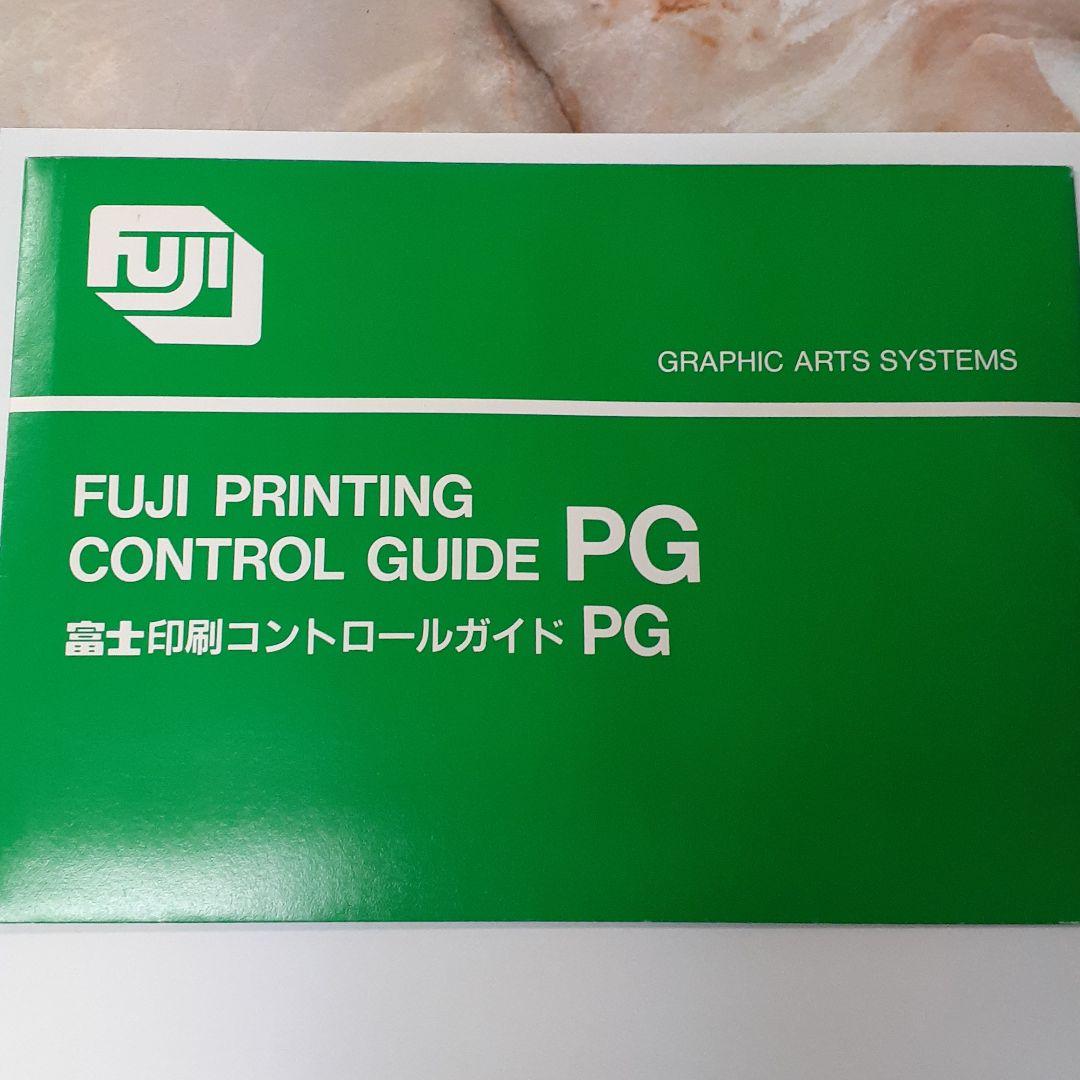 FUJI
GRAPHIC ARTS SYSTEMS
FUJI PRINTING
CONTROL GUIDE PG
富士印刷コントロールガイド PG